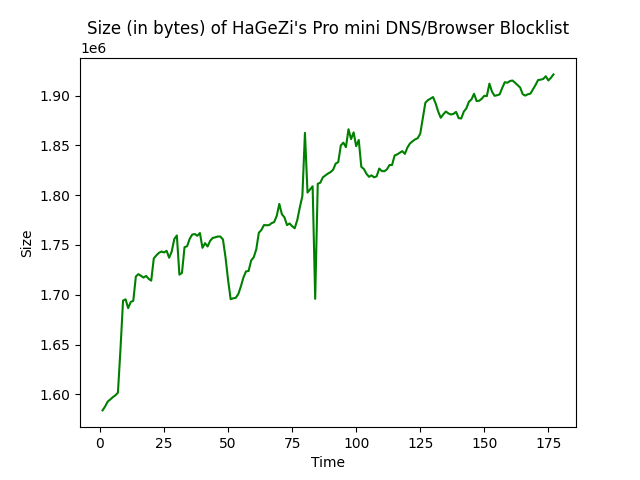 Size (in bytes) of HaGeZi's Pro mini DNS/Browser Blocklist
1e6
1.90
1.85
1.80
1.75
1.70
1.65
1.60
Size
0 25 50 75 100 125 150 175
Time